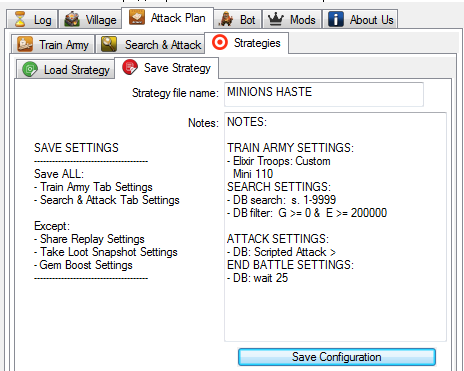 Log Village Attack Plan Bot Mods About Us
Train Army Search & Attack Strategies
Load Strategy Save Strategy
Strategy file name: MINIONS HASTE
Notes:
SAVE SETTINGS
--------------------------------------
Save ALL:
- Train Army Tab Settings
- Search & Attack Tab Settings
Except:
- Share Replay Settings
- Take Loot Snapshot Settings
- Gem Boost Settings
--------------------------------------
NOTES:
TRAIN ARMY SETTINGS:
- Elixir Troops: Custom
Mini 110
SEARCH SETTINGS:
- DB search: s. 1-9999
- DB filter: G >= 0 & E >= 200000
ATTACK SETTINGS:
- DB: Scripted Attack >
END BATTLE SETTINGS:
- DB: wait 25
Save Configuration